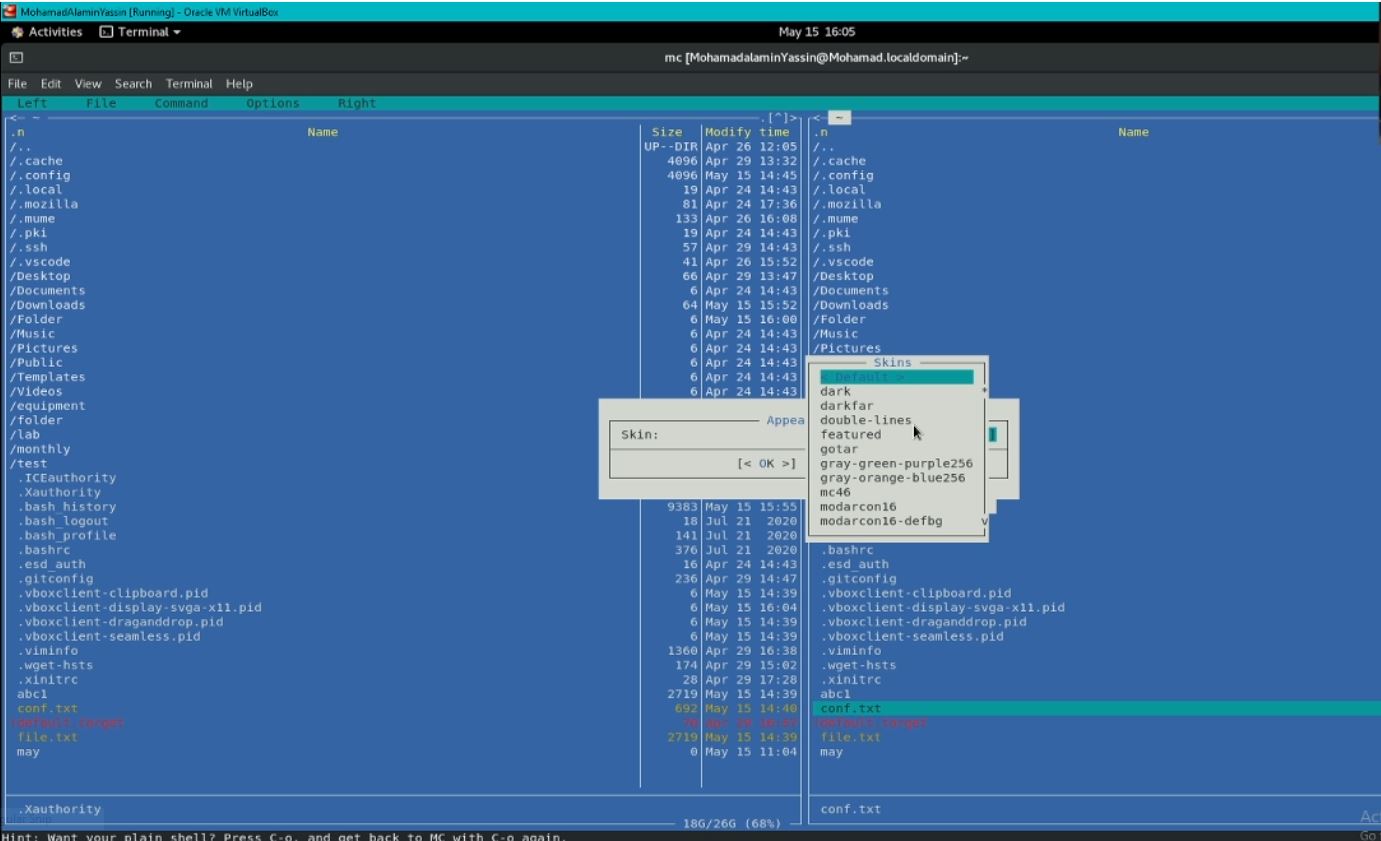 MohamadAlaminYassin [Running] - Oracle VM VirtualBox
Activities Terminal May 15 16:05
mc [MohamadalaminYassin@Mohamad.localdomain]:~
File Edit View Search Terminal Help
Left File Command Options Right
<- ~ .[^]> <- ~
.n Name Size Modify time .n Name
/.. UP--DIR Apr 26 12:05 /..
/.cache 4096 Apr 29 13:32 /.cache
/.config 4096 May 15 14:45 /.config
/.local 19 Apr 24 14:43 /.local
/.mozilla 81 Apr 24 17:36 /.mozilla
/.mume 133 Apr 26 16:08 /.mume
/.pki 19 Apr 24 14:43 /.pki
/.ssh 57 Apr 29 14:43 /.ssh
/.vscode 41 Apr 26 15:52 /.vscode
/Desktop 66 Apr 29 13:47 /Desktop
/Documents 6 Apr 24 14:43 /Documents
/Downloads 64 May 15 15:52 /Downloads
/Folder 6 May 15 16:00 /Folder
/Music 6 Apr 24 14:43 /Music
/Pictures 6 Apr 24 14:43 /Pictures
/Public 6 Apr 24 14:43 Skins
/Templates 6 Apr 24 14:43 < Default >
/Videos 6 Apr 24 14:43 dark
/equipment darkfar
/folder Appea double-lines
/lab Skin: featured ]
/monthly gotar
/test [< OK >] gray-green-purple256
.ICEauthority gray-orange-blue256
.Xauthority mc46
.bash_history 9383 May 15 15:55 modarcon16
.bash_logout 18 Jul 21 2020 modarcon16-defbg v
.bash_profile 141 Jul 21 2020
.bashrc 376 Jul 21 2020 .bashrc
.esd_auth 16 Apr 24 14:43 .esd_auth
.gitconfig 236 Apr 29 14:47 .gitconfig
.vboxclient-clipboard.pid 6 May 15 14:39 .vboxclient-clipboard.pid
.vboxclient-display-svga-x11.pid 6 May 15 16:04 .vboxclient-display-svga-x11.pid
.vboxclient-draganddrop.pid 6 May 15 14:39 .vboxclient-draganddrop.pid
.vboxclient-seamless.pid 6 May 15 14:39 .vboxclient-seamless.pid
.viminfo 1360 Apr 29 16:38 .viminfo
.wget-hsts 174 Apr 29 15:02 .wget-hsts
.xinitrc 28 Apr 29 17:28 .xinitrc
abc1 2719 May 15 14:39 abc1
conf.txt 692 May 15 14:40 conf.txt
!default.target !default.target
file.txt 2719 May 15 14:39 file.txt
may 0 May 15 11:04 may
.Xauthority conf.txt
18G/26G (68%)
Hint: Want your plain shell? Press C-o, and get back to MC with C-o again.